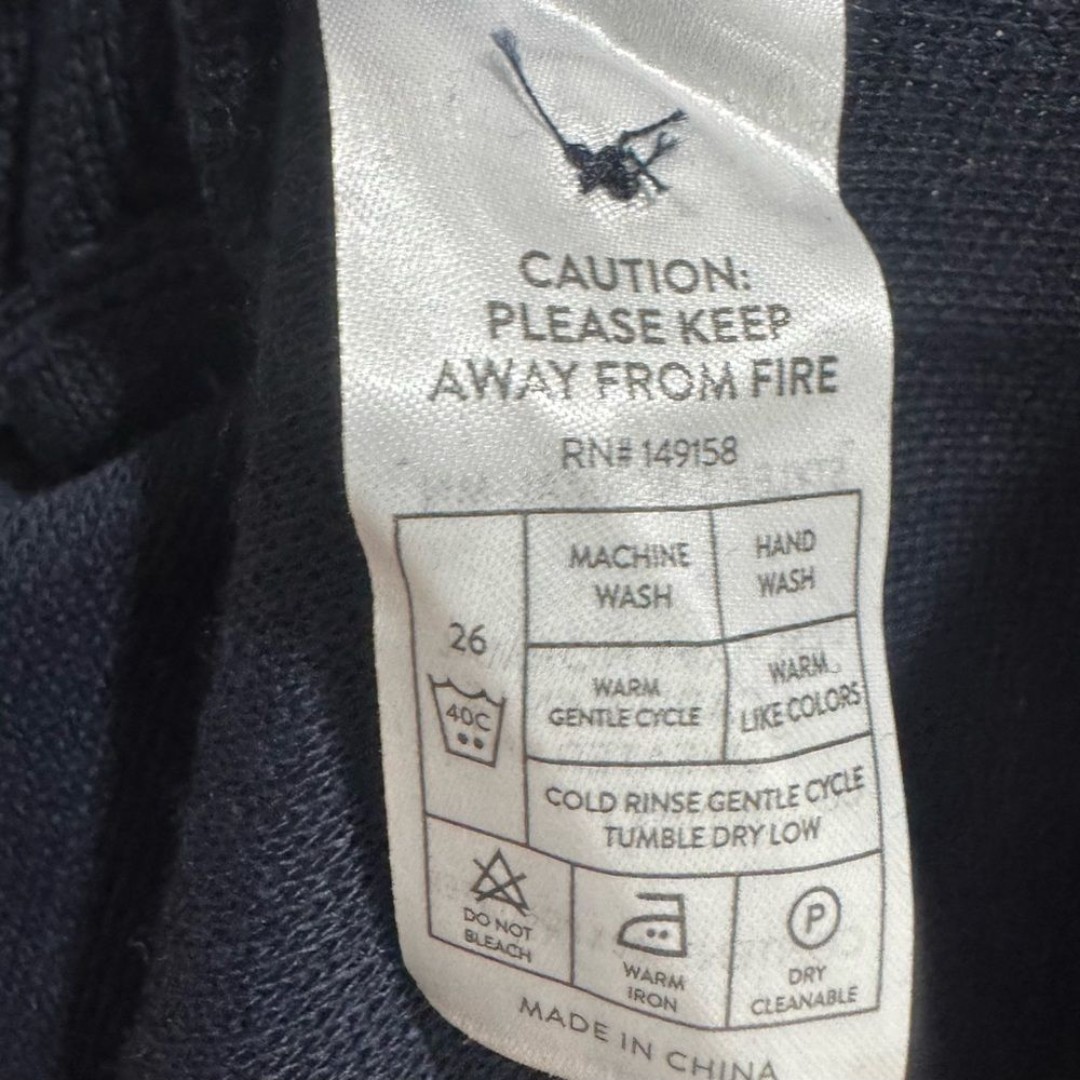 CAUTION:
PLEASE KEEP
AWAY FROM FIRE
RN# 149158
26
40C
MACHINE
WASH
HAND
WASH
WARM
GENTLE CYCLE
WARM
LIKE COLORS
COLD RINSE GENTLE CYCLE
TUMBLE DRY LOW
DO NOT
BLEACH
WARM
IRON
P
DRY
CLEANABLE
MADE IN CHINA